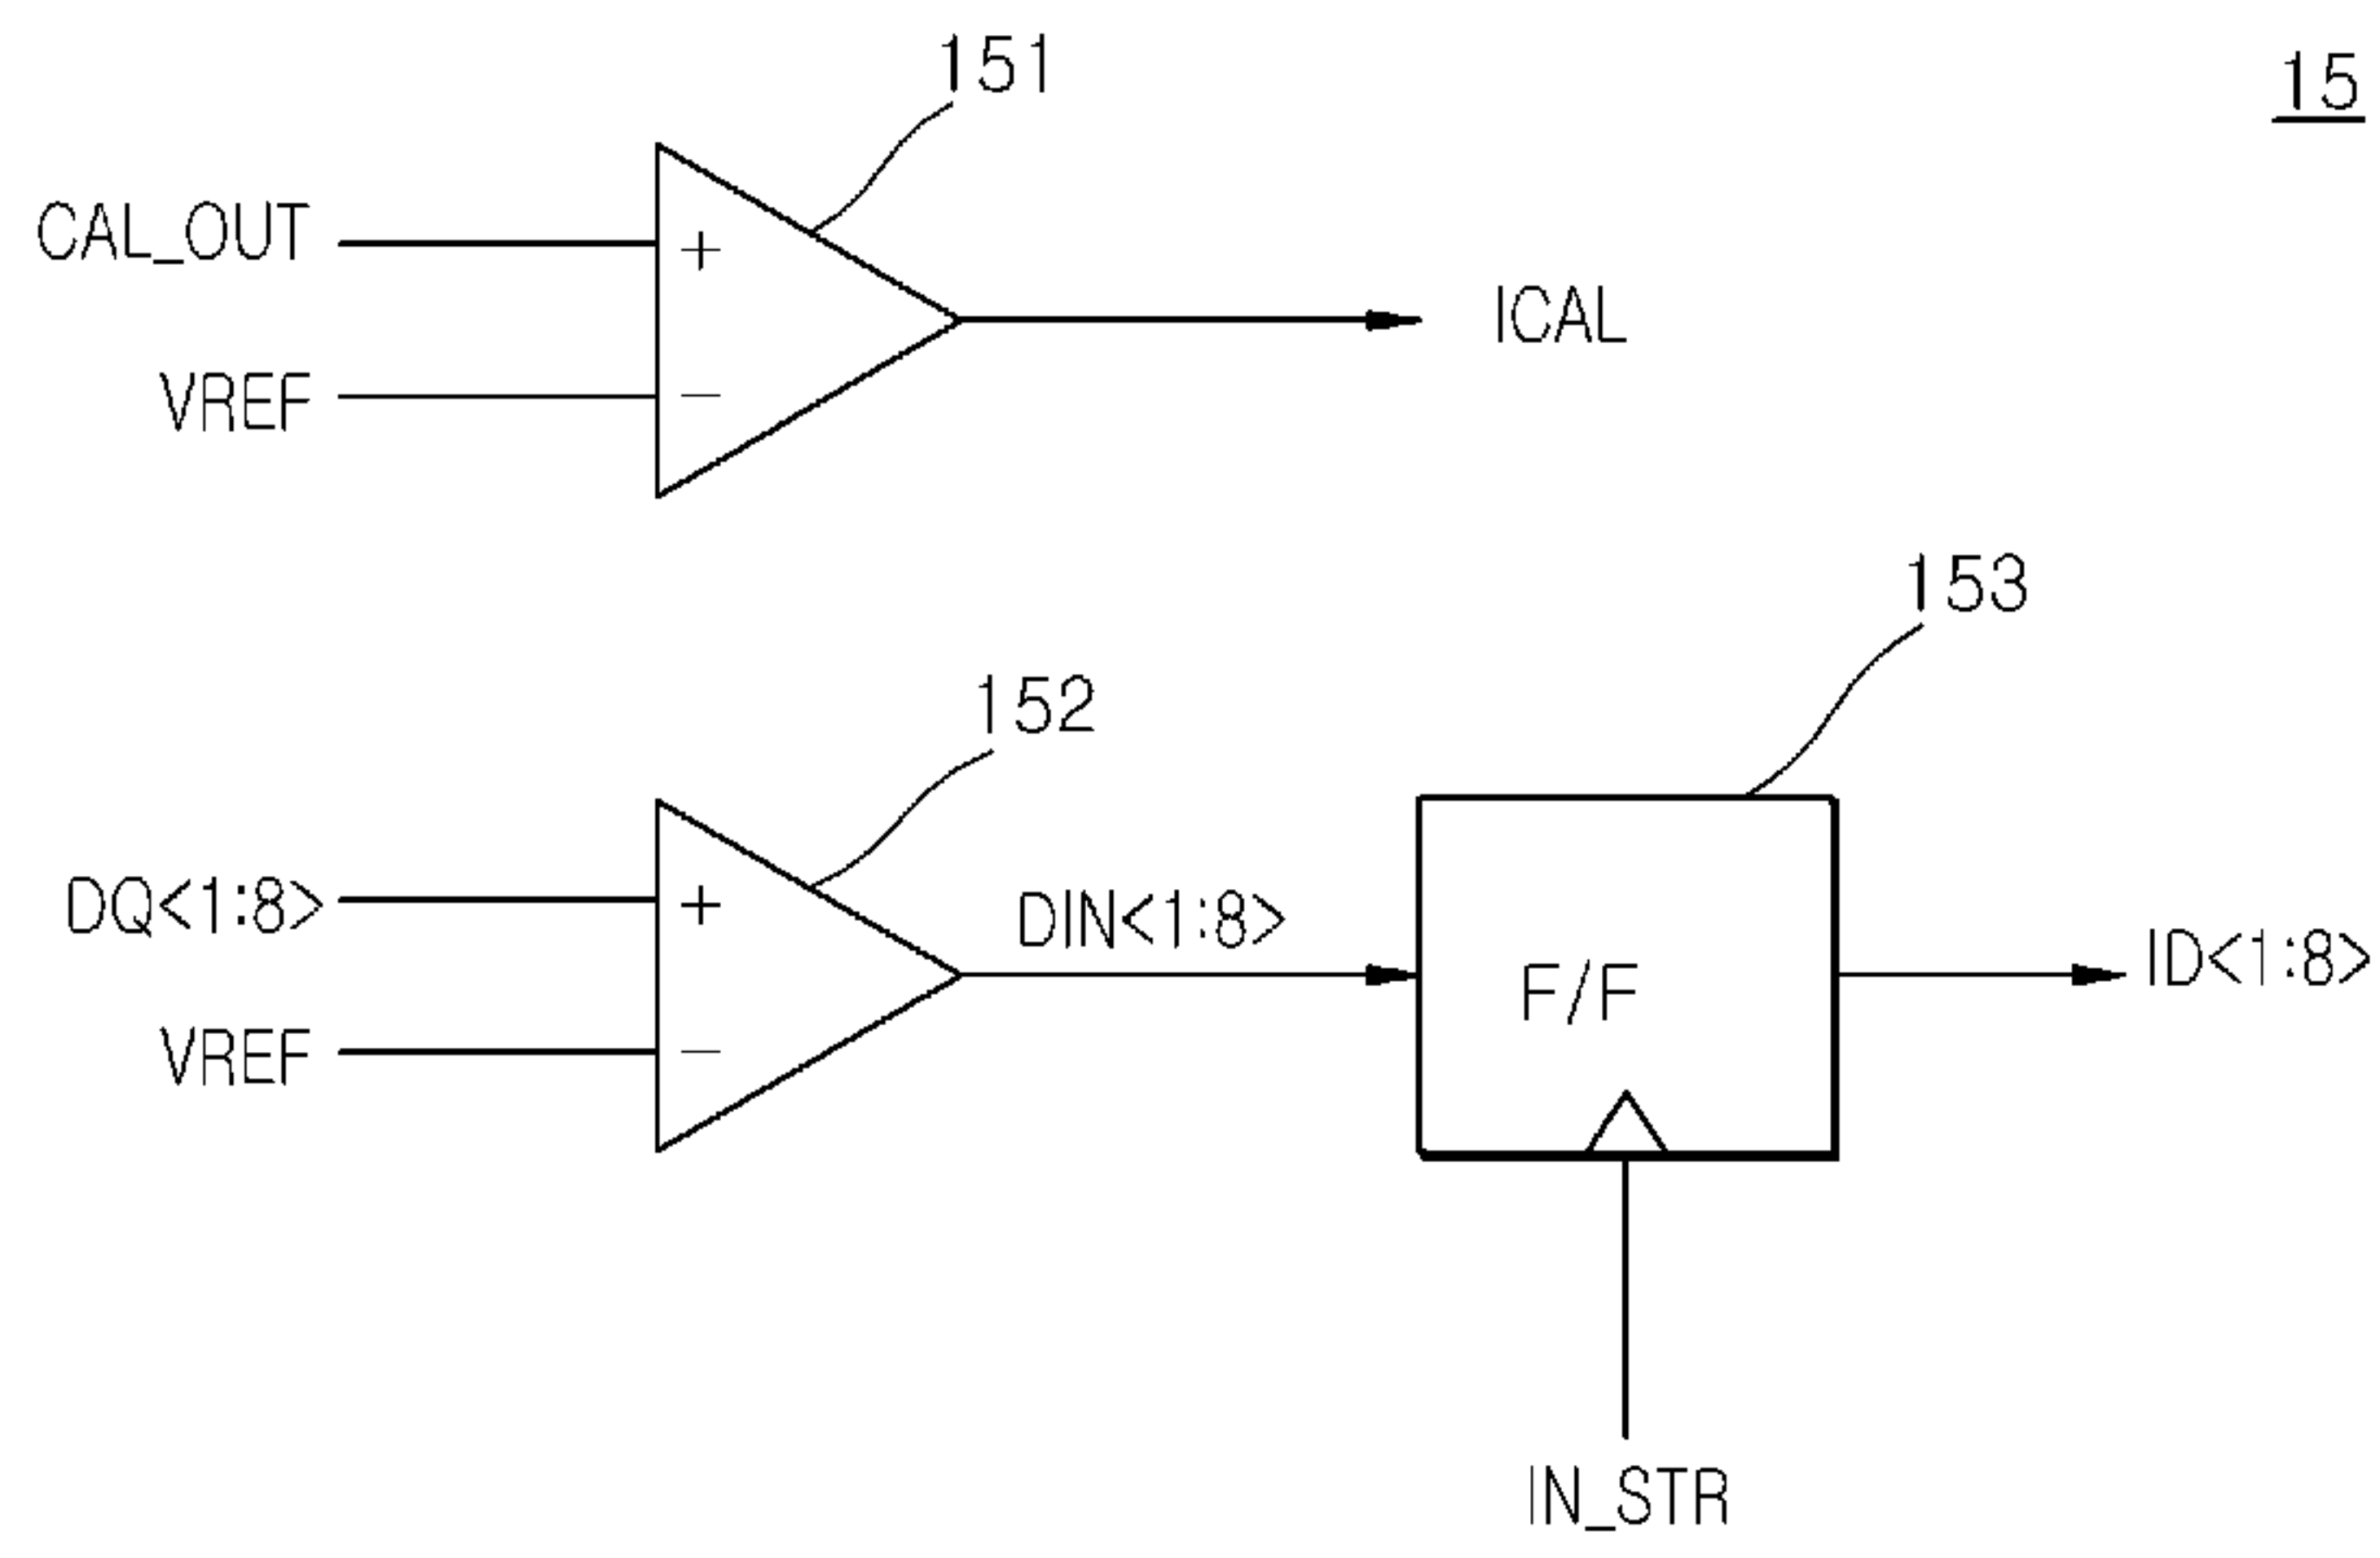 151
15
CAL_OUT
+
ICAL
VREF
−
153
152
DQ<1:8>
+
DIN<1:8>
ID<1:8>
F/F
VREF
−
IN_STR